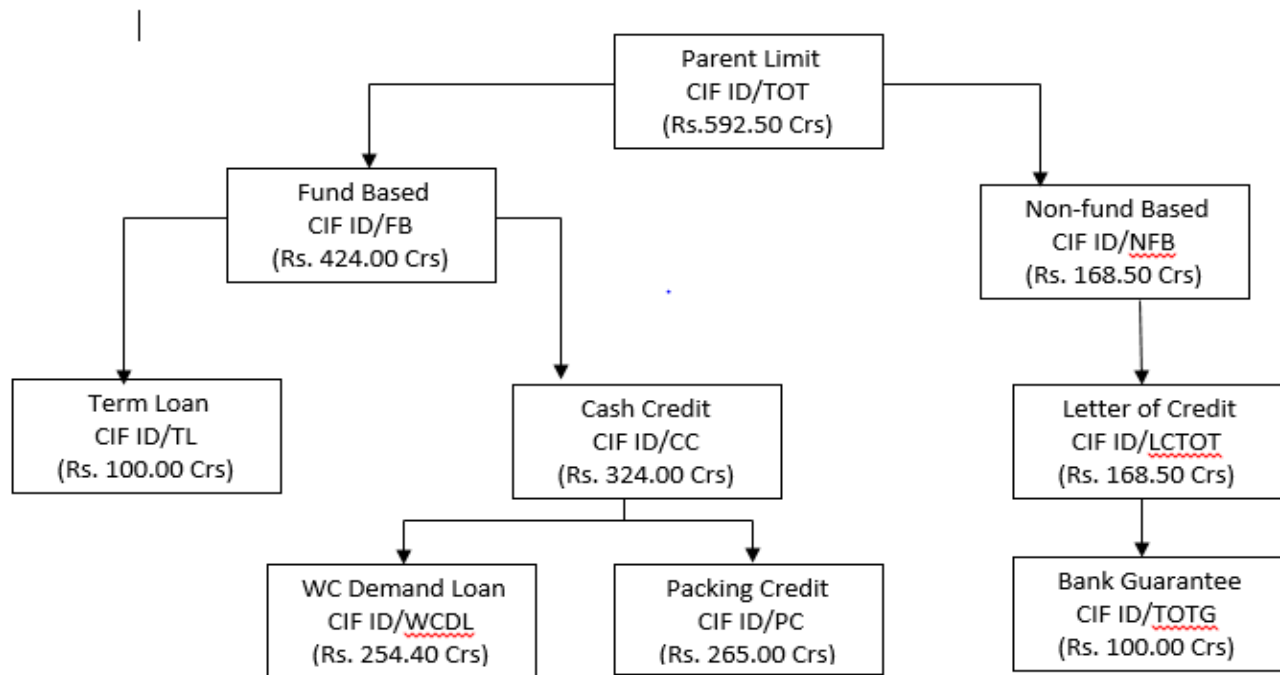 Parent Limit
CIF ID/TOT
(Rs.592.50 Crs)
Fund Based
CIF ID/FB
(Rs. 424.00 Crs)
Non-fund Based
CIF ID/NFB
(Rs. 168.50 Crs)
Term Loan
CIF ID/TL
(Rs. 100.00 Crs)
Cash Credit
CIF ID/CC
(Rs. 324.00 Crs)
Letter of Credit
CIF ID/LCTOT
(Rs. 168.50 Crs)
WC Demand Loan
CIF ID/WCDL
(Rs. 254.40 Crs)
Packing Credit
CIF ID/PC
(Rs. 265.00 Crs)
Bank Guarantee
CIF ID/TOTG
(Rs. 100.00 Crs)